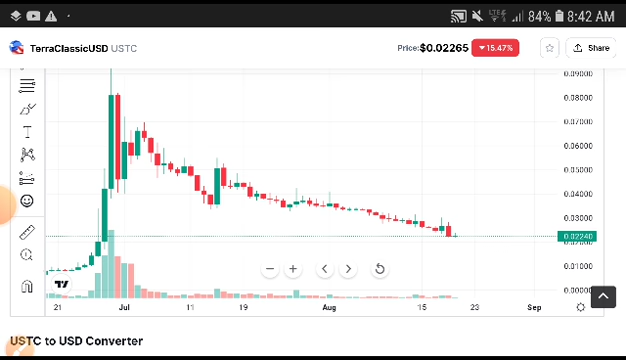 LTE 84% 8:42 AM
TerraClassicUSD USTC Price:$0.02265 ▼15.47% Share
0.09000
0.08000
0.07000
0.06000
0.05000
0.04000
0.03000
0.02240
0.01000
0.00000
21 Jul 11 19 Aug 15 23 Sep
USTC to USD Converter